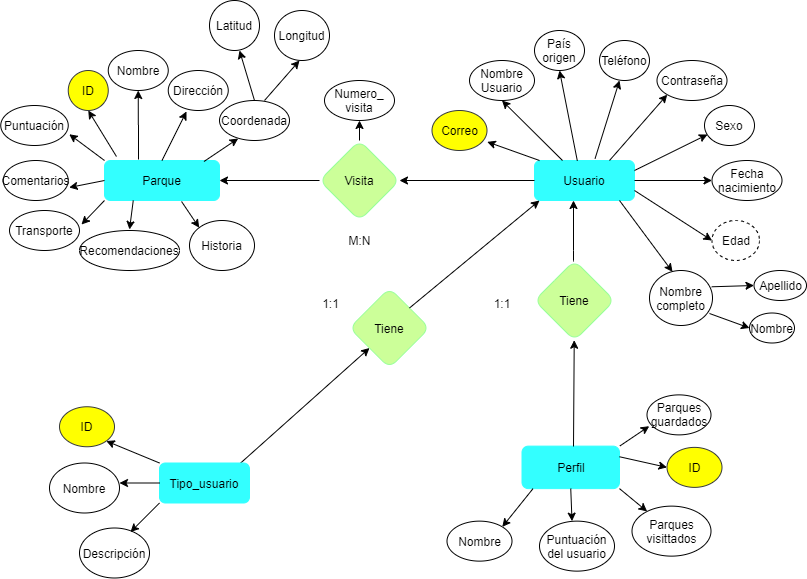 Latitud
Longitud
Nombre
ID
Dirección
Coordenada
Puntuación
Comentarios
Parque
Transporte
Recomendaciones
Historia
Numero_
visita
Visita
M:N
Correo
Nombre
Usuario
País
origen
Teléfono
Contraseña
Sexo
Usuario
Fecha
nacimiento
Edad
Nombre
completo
Apellido
Nombre
1:1
Tiene
1:1
Tiene
ID
Nombre
Tipo_usuario
Descripción
Parques
guardados
Perfil
ID
Nombre
Puntuación
del usuario
Parques
visittados